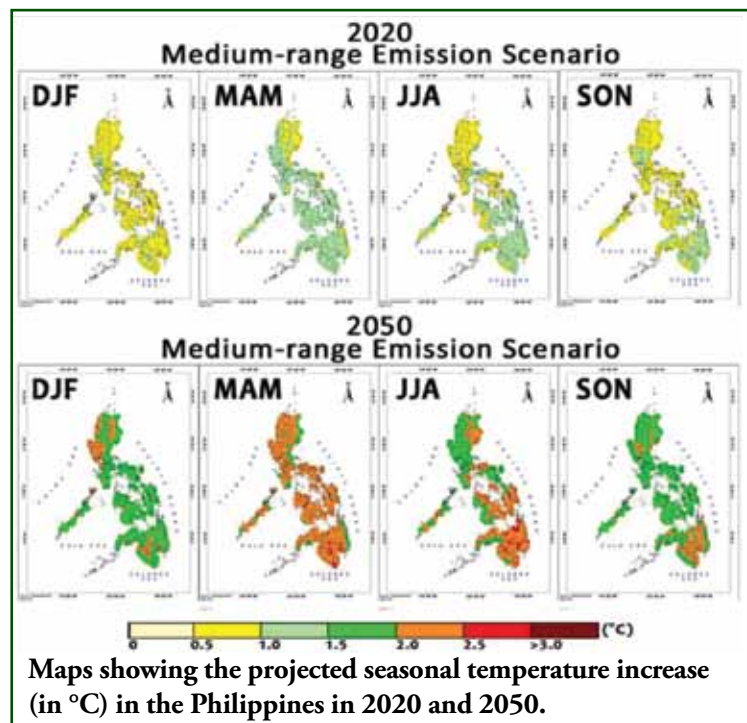 2020
Medium-range Emission Scenario
DJF
MAM
JJA
SON
2050
Medium-range Emission Scenario
DJF
MAM
JJA
SON
(°C)
0 0.5 1.0 1.5 2.0 2.5 >3.0
Maps showing the projected seasonal temperature increase
(in °C) in the Philippines in 2020 and 2050.